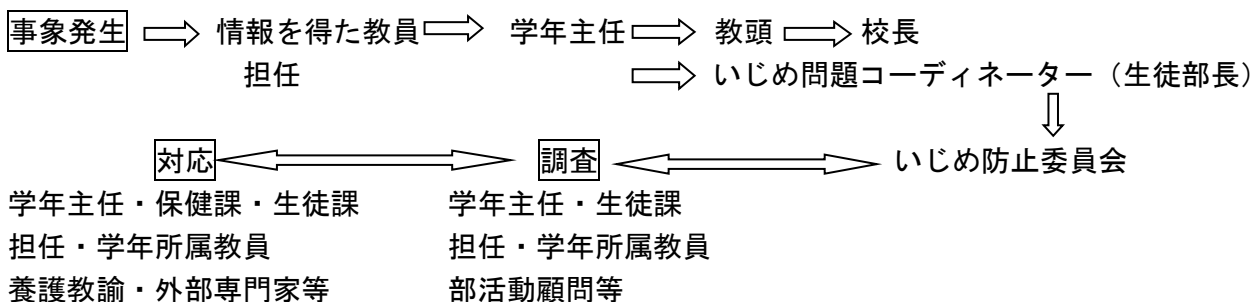 事象発生 情報を得た教員 学年主任 教頭 校長
担任 いじめ問題コーディネーター（生徒部長）
対応 調査 いじめ防止委員会
学年主任・保健課・生徒課 学年主任・生徒課
担任・学年所属教員 担任・学年所属教員
養護教諭・外部専門家等 部活動顧問等